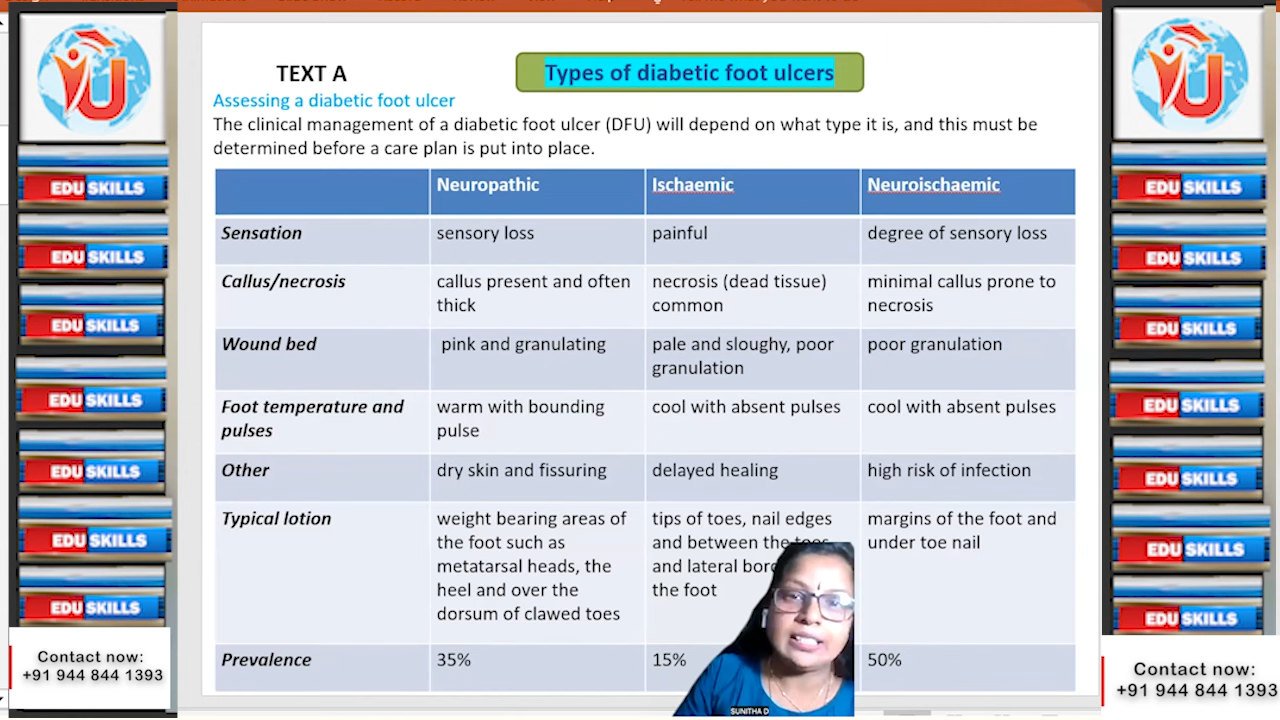 TEXT A
Types of diabetic foot ulcers
Assessing a diabetic foot ulcer
The clinical management of a diabetic foot ulcer (DFU) will depend on what type it is, and this must be
determined before a care plan is put into place.
Neuropathic Ischaemic Neuroischaemic
Sensation sensory loss painful degree of sensory loss
Callus/necrosis callus present and often necrosis (dead tissue) minimal callus prone to
thick common necrosis
Wound bed pink and granulating pale and sloughy, poor poor granulation
granulation
Foot temperature and warm with bounding cool with absent pulses cool with absent pulses
pulses pulse
Other dry skin and fissuring delayed healing high risk of infection
Typical lotion weight bearing areas of tips of toes, nail edges margins of the foot and
the foot such as and between the toes under toe nail
metatarsal heads, the and lateral
heel and over the the foot
dorsum of clawed toes
Prevalence 35% 15% 50%
SUNITHA D
EDU SKILLS
EDU SKILLS
EDU SKILLS
EDU SKILLS
EDU SKILLS
EDU SKILLS
EDU SKILLS
Contact now:
+91 944 844 1393
EDU SKILLS
EDU SKILLS
EDU SKILLS
EDU SKILLS
EDU SKILLS
EDU SKILLS
EDU SKILLS
Contact now:
+91 944 844 1393